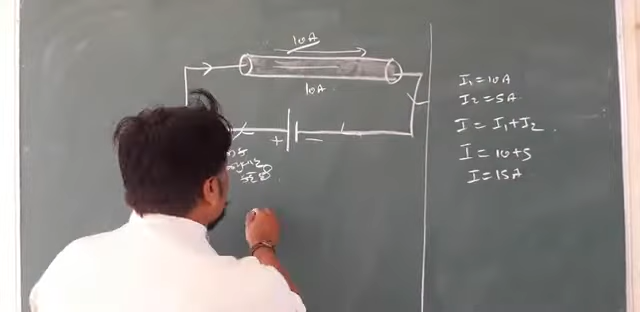 10A
10A
+ −
I₁ = 10A
I₂ = 5A
I = I₁ + I₂
I = 10 + 5
I = 15A